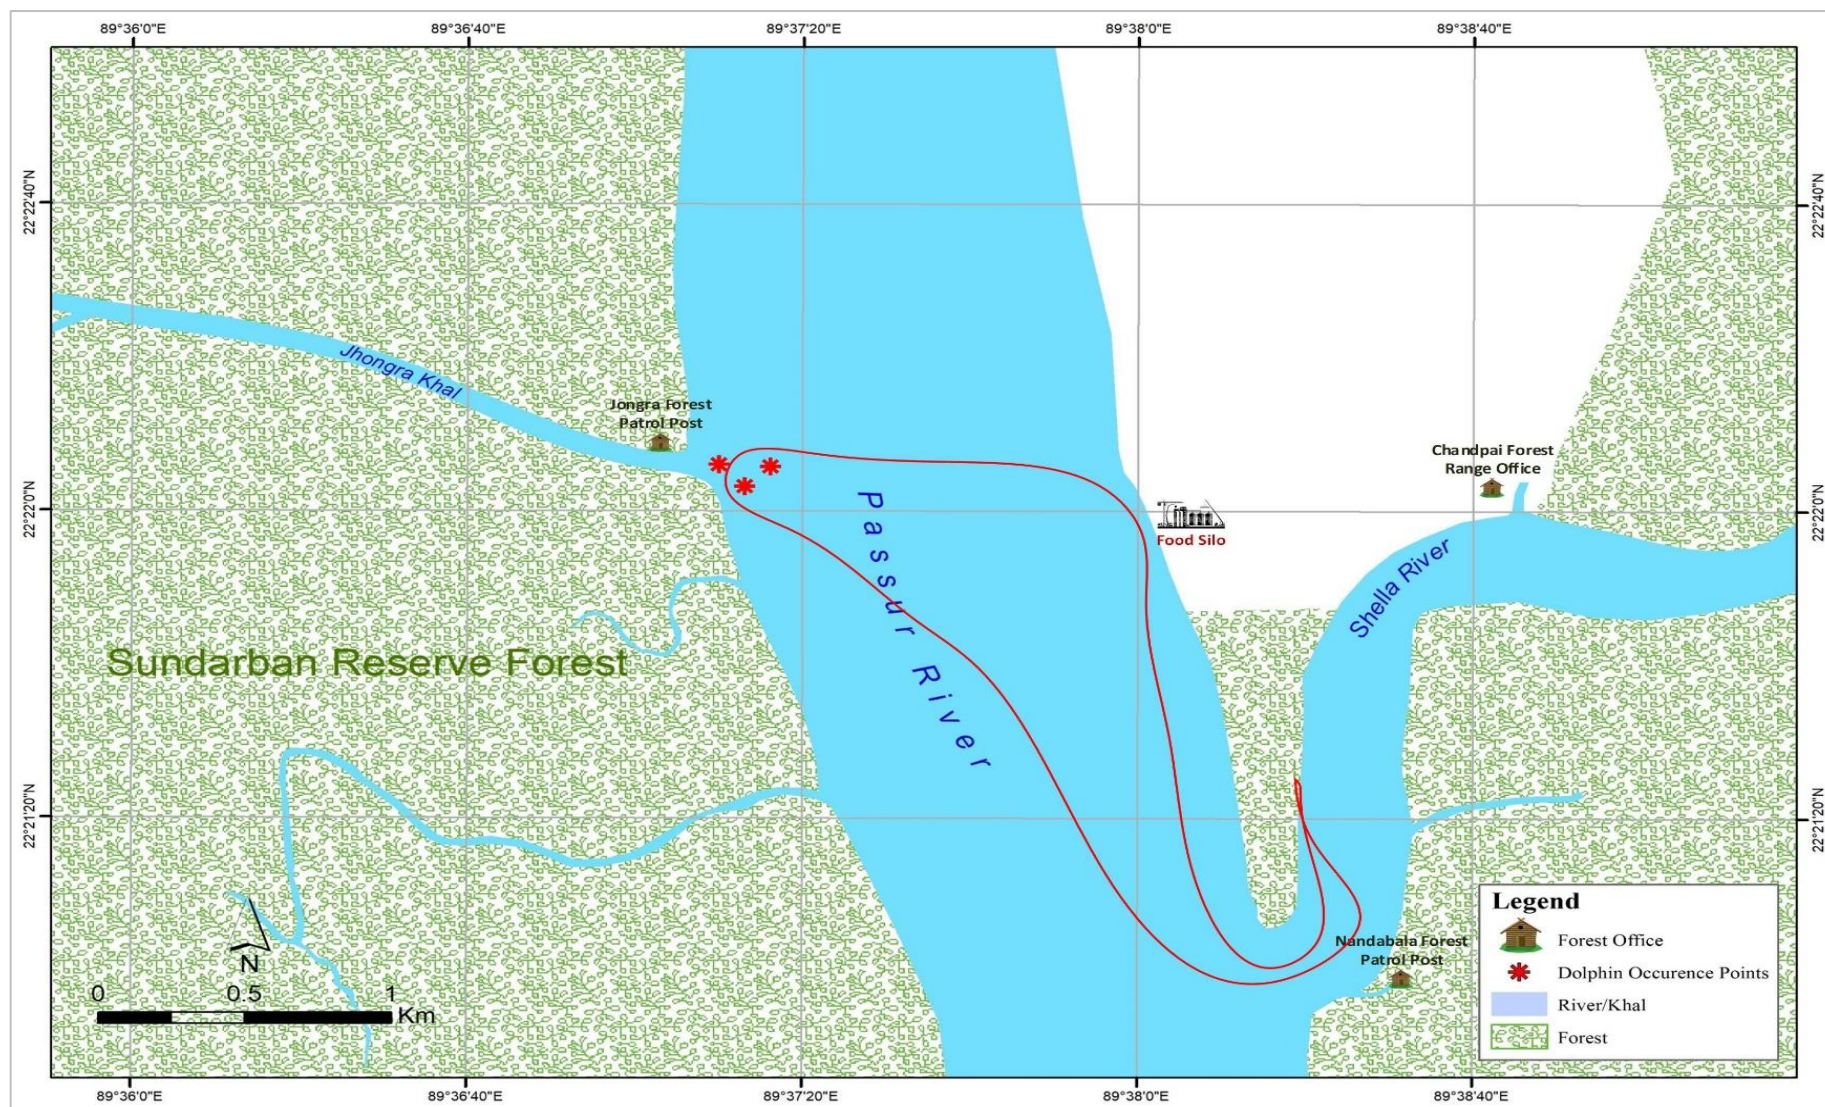 89°36'0"E
89°36'40"E
89°37'20"E
89°38'0"E
89°38'40"E
22°22'40"N
22°22'40"N
Jhongra Khal
Jongra Forest
Patrol Post
Chandpai Forest
Range Office
22°22'0"N
22°22'0"N
Passur River
Food Silo
Shella River
Sundarban Reserve Forest
22°21'20"N
22°21'20"N
Nandabala Forest
Patrol Post
N
0 0.5 1
Km
Legend
Forest Office
Dolphin Occurence Points
River/Khal
Forest
89°36'0"E
89°36'40"E
89°37'20"E
89°38'0"E
89°38'40"E